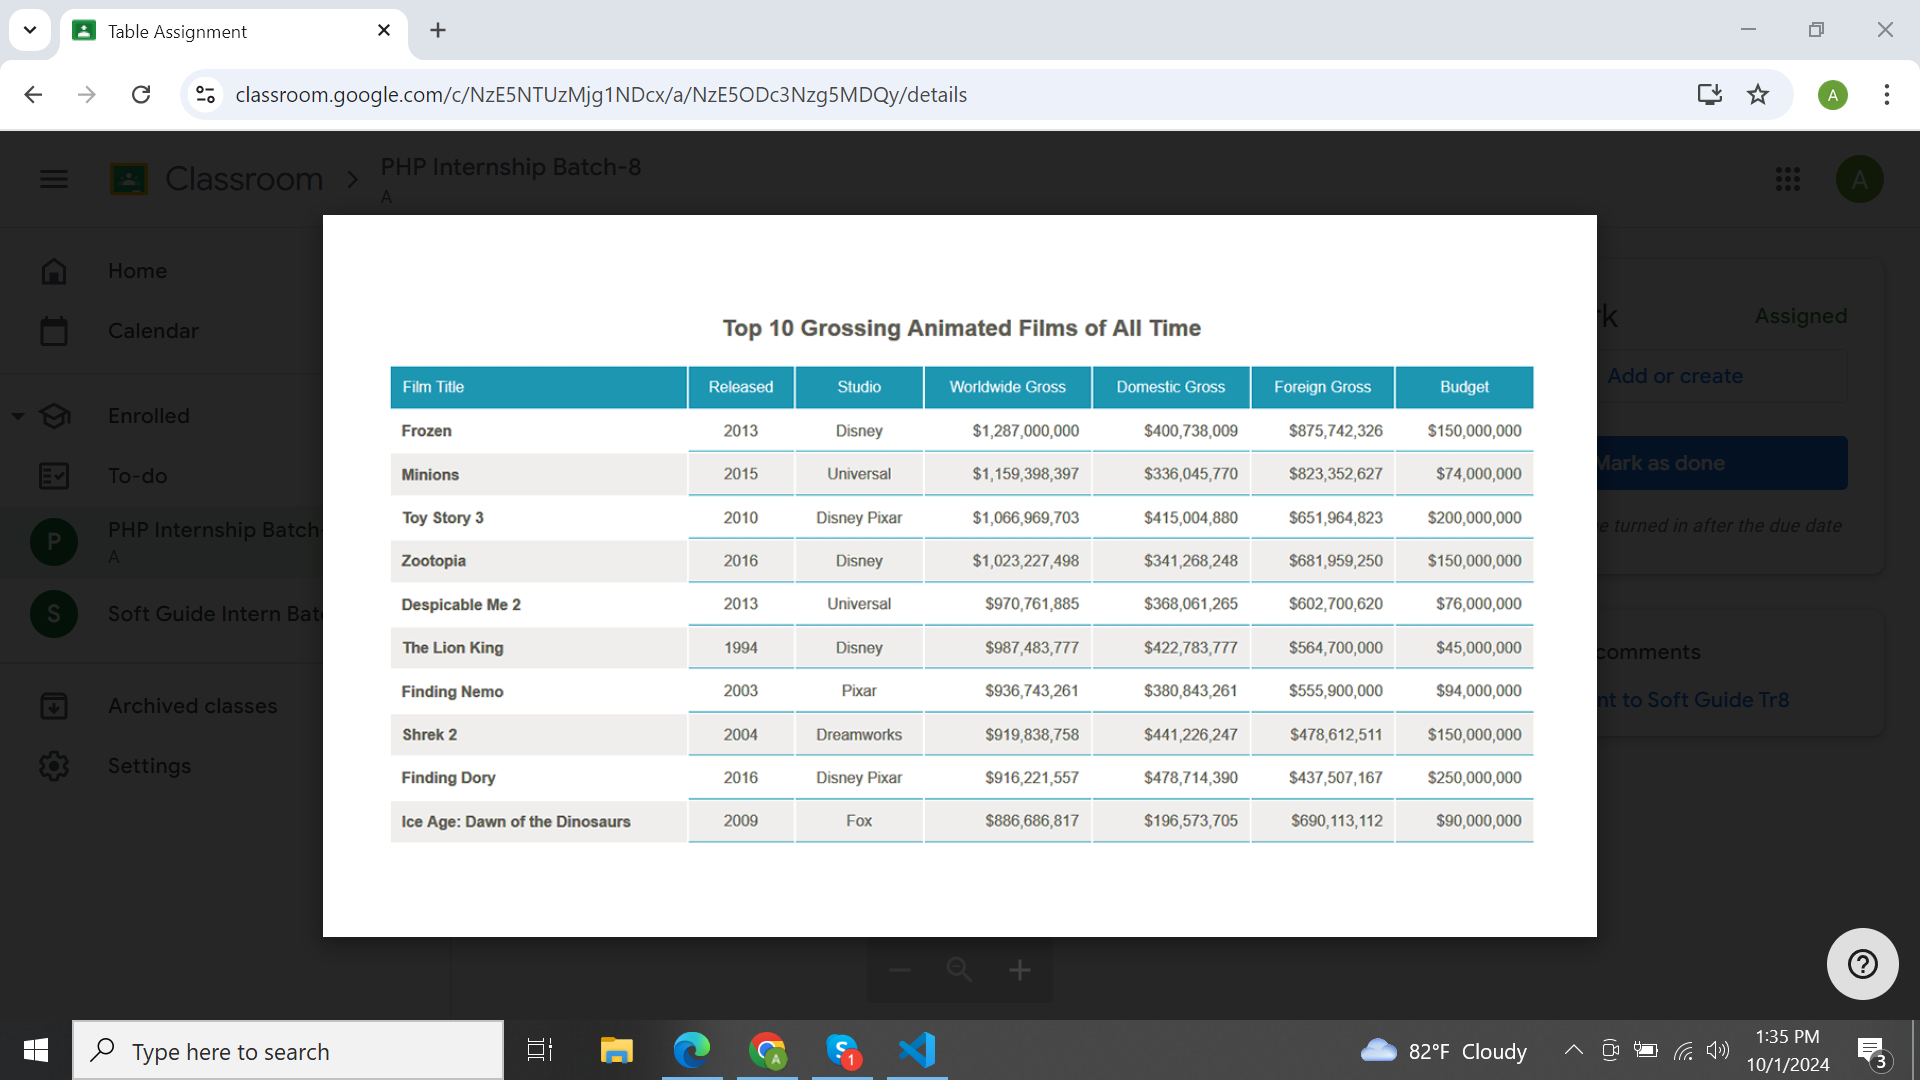 Table Assignment
classroom.google.com/c/NzE5NTUzMjg1NDcx/a/NzE5ODc3Nzg5MDQy/details
A
Classroom
PHP Internship Batch-8
A
A
Home
Calendar
Enrolled
To-do
P PHP Internship Batch
A
S Soft Guide Intern Bat
Archived classes
Settings
Top 10 Grossing Animated Films of All Time
Film Title Released Studio Worldwide Gross Domestic Gross Foreign Gross Budget
Frozen 2013 Disney $1,287,000,000 $400,738,009 $875,742,326 $150,000,000
Minions 2015 Universal $1,159,398,397 $336,045,770 $823,352,627 $74,000,000
Toy Story 3 2010 Disney Pixar $1,066,969,703 $415,004,880 $651,964,823 $200,000,000
Zootopia 2016 Disney $1,023,227,498 $341,268,248 $681,959,250 $150,000,000
Despicable Me 2 2013 Universal $970,761,885 $368,061,265 $602,700,620 $76,000,000
The Lion King 1994 Disney $987,483,777 $422,783,777 $564,700,000 $45,000,000
Finding Nemo 2003 Pixar $936,743,261 $380,843,261 $555,900,000 $94,000,000
Shrek 2 2004 Dreamworks $919,838,758 $441,226,247 $478,612,511 $150,000,000
Finding Dory 2016 Disney Pixar $916,221,557 $478,714,390 $437,507,167 $250,000,000
Ice Age: Dawn of the Dinosaurs 2009 Fox $886,686,817 $196,573,705 $690,113,112 $90,000,000
Assigned
Add or create
Mark as done
turned in after the due date
comments
to Soft Guide Tr8
Type here to search
A
S 1
82°F Cloudy
1:35 PM
10/1/2024
3